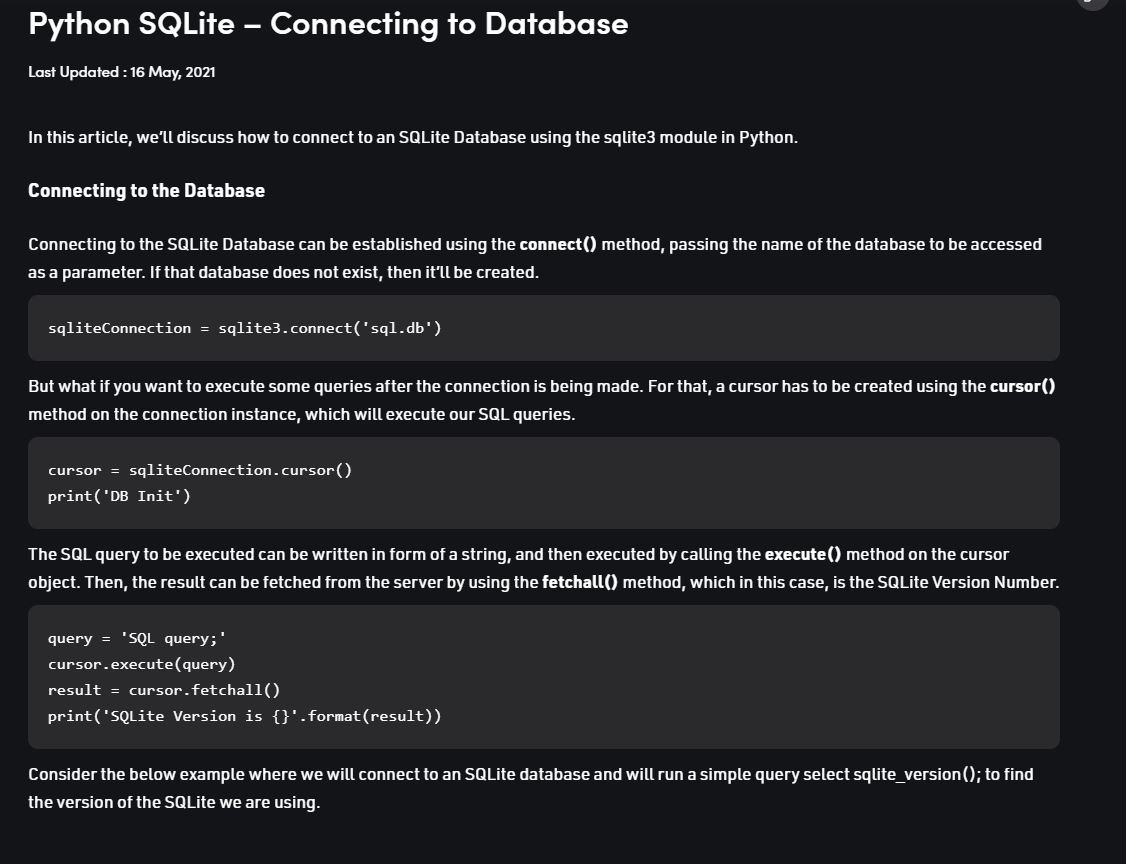 Python SQLite – Connecting to Database
Last Updated : 16 May, 2021
In this article, we'll discuss how to connect to an SQLite Database using the sqlite3 module in Python.
Connecting to the Database
Connecting to the SQLite Database can be established using the connect() method, passing the name of the database to be accessed
as a parameter. If that database does not exist, then it'll be created.
sqliteConnection = sqlite3.connect('sql.db')
But what if you want to execute some queries after the connection is being made. For that, a cursor has to be created using the cursor()
method on the connection instance, which will execute our SQL queries.
cursor = sqliteConnection.cursor()
print('DB Init')
The SQL query to be executed can be written in form of a string, and then executed by calling the execute() method on the cursor
object. Then, the result can be fetched from the server by using the fetchall() method, which in this case, is the SQLite Version Number.
query = 'SQL query;'
cursor.execute(query)
result = cursor.fetchall()
print('SQLite Version is {}'.format(result))
Consider the below example where we will connect to an SQLite database and will run a simple query select sqlite_version(); to find
the version of the SQLite we are using.